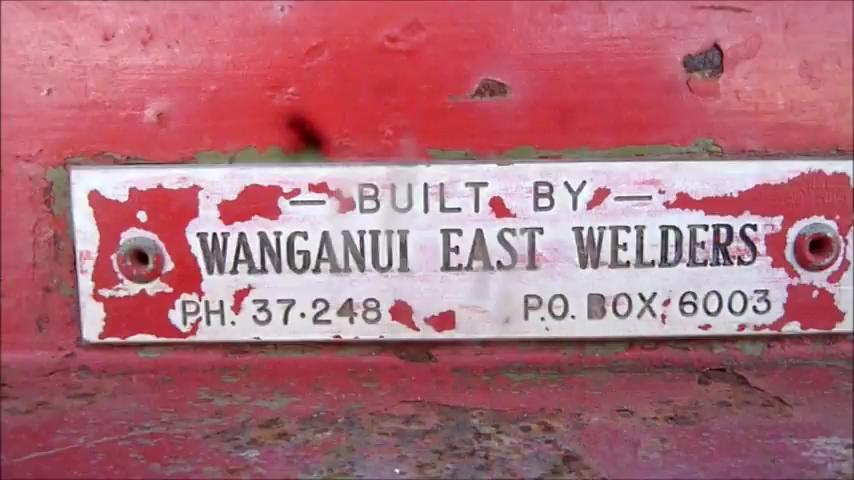 — BUILT BY —
WANGANUI EAST WELDERS
PH. 37·248 P.O. BOX 6003